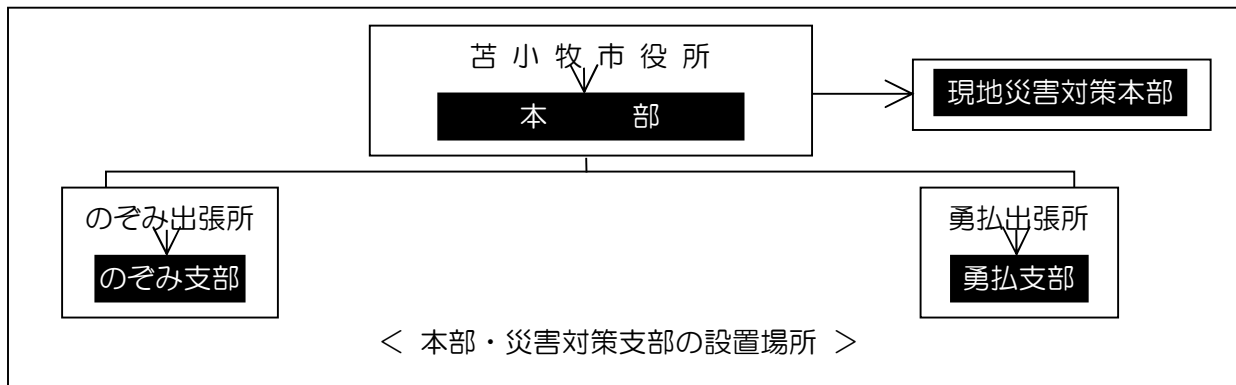 苫小牧市役所
本部
現地災害対策本部
のぞみ出張所
のぞみ支部
勇払出張所
勇払支部
＜ 本部・災害対策支部の設置場所 ＞